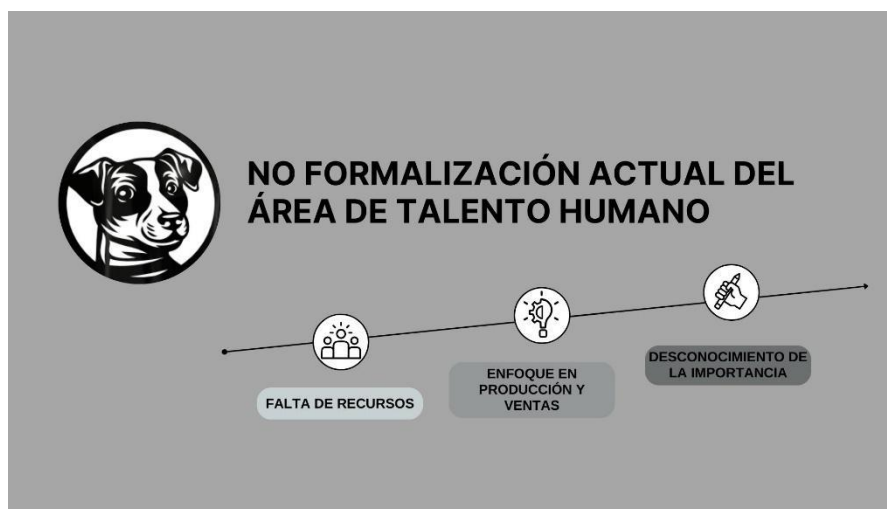 NO FORMALIZACIÓN ACTUAL DEL
ÁREA DE TALENTO HUMANO
FALTA DE RECURSOS
ENFOQUE EN
PRODUCCIÓN Y
VENTAS
DESCONOCIMIENTO DE
LA IMPORTANCIA